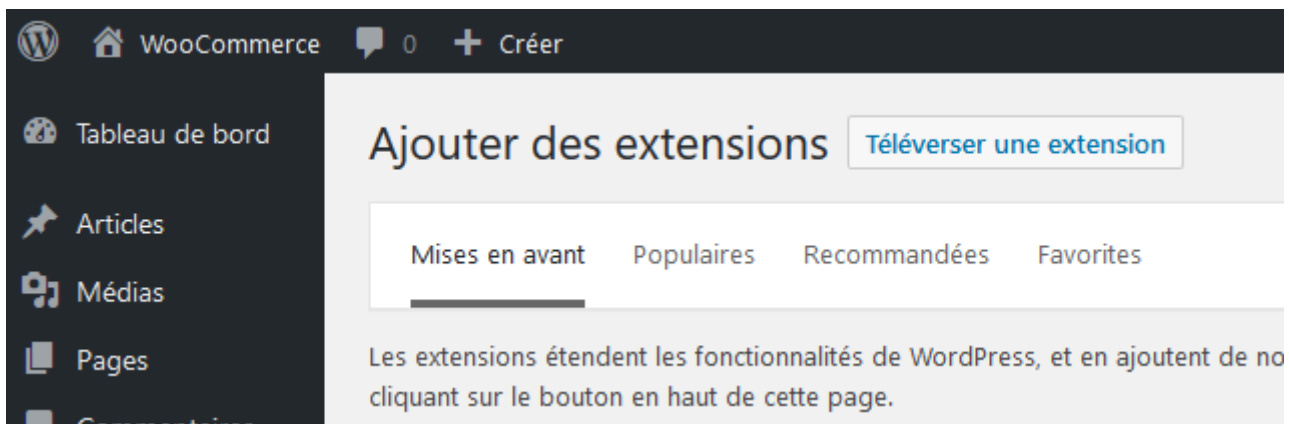 WooCommerce 0 Créer
Tableau de bord
Ajouter des extensions Téléverser une extension
Articles
Mises en avant Populaires Recommandées Favorites
Médias
Pages
Les extensions étendent les fonctionnalités de WordPress, et en ajoutent de no
cliquant sur le bouton en haut de cette page.